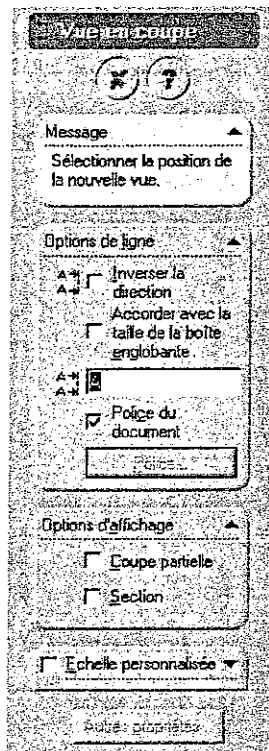 Vue en coupe
?
Message
Sélectionner la position de
la nouvelle vue.
Options de ligne
Inverser la
direction
Accorder avec la
taille de la boîte
englobante
Police du
document
Options d'affichage
Coupe partielle
Section
Echelle personnalisée
Autres propriétés